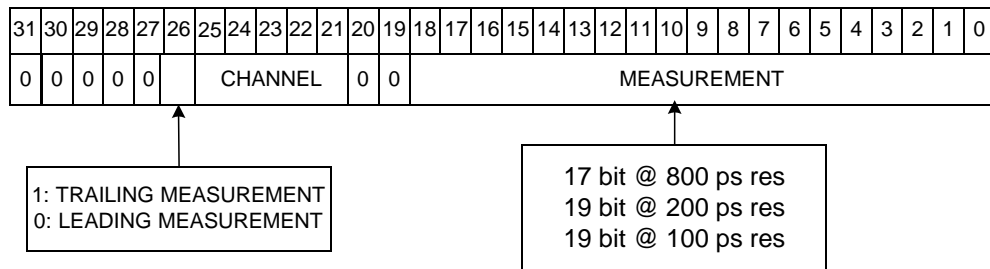 31 30 29 28 27 26 25 24 23 22 21 20 19 18 17 16 15 14 13 12 11 10 9 8 7 6 5 4 3 2 1 0
0 0 0 0 0 CHANNEL 0 0 MEASUREMENT
1: TRAILING MEASUREMENT
0: LEADING MEASUREMENT
17 bit @ 800 ps res
19 bit @ 200 ps res
19 bit @ 100 ps res